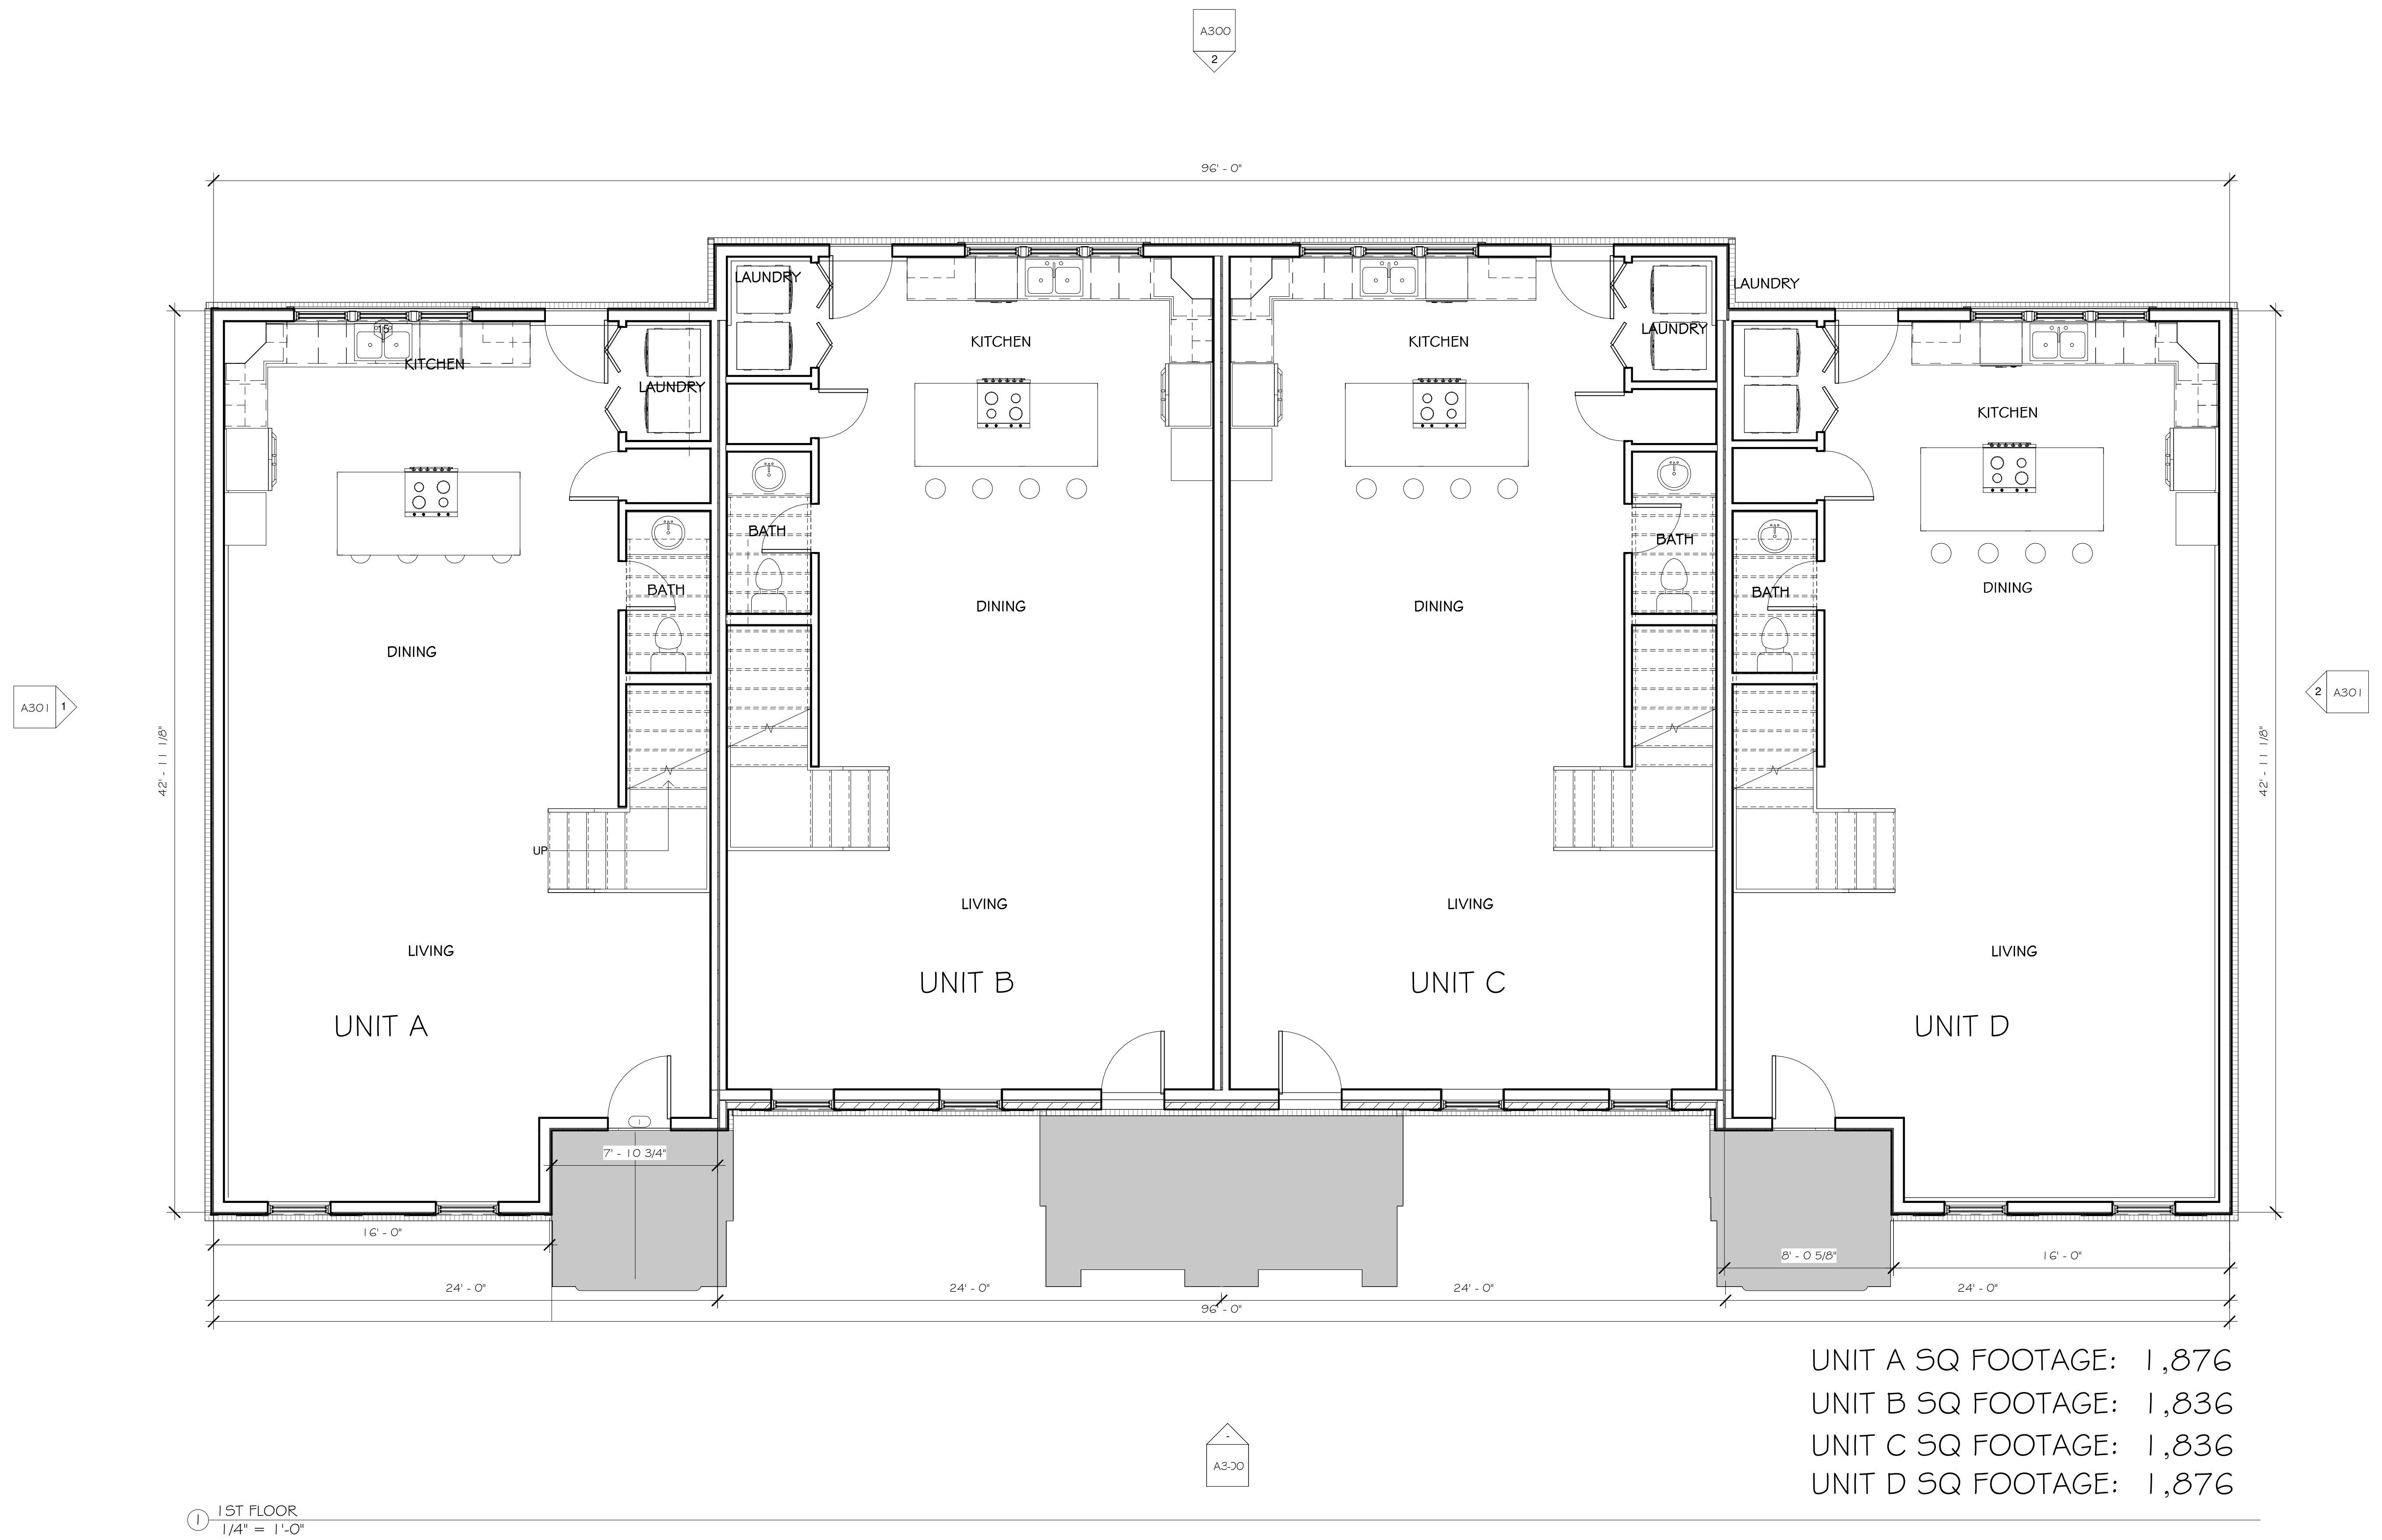 A300
2
96' - 0"
LAUNDRY
LAUNDRY
15
KITCHEN
KITCHEN
KITCHEN
LAUNDRY
LAUNDRY
KITCHEN
BATH
BATH
BATH
BATH
DINING
DINING
DINING
DINING
A301
1
2
A301
42' - 11 1/8"
42' - 11 1/8"
UP
LIVING
LIVING
LIVING
LIVING
UNIT A
UNIT B
UNIT C
UNIT D
1
7' - 10 3/4"
16' - 0"
8' - 0 5/8"
16' - 0"
24' - 0"
24' - 0"
24' - 0"
24' - 0"
96' - 0"
UNIT A SQ FOOTAGE: 1,876
UNIT B SQ FOOTAGE: 1,836
UNIT C SQ FOOTAGE: 1,836
UNIT D SQ FOOTAGE: 1,876
-
1
1ST FLOOR
1/4" = 1'-0"